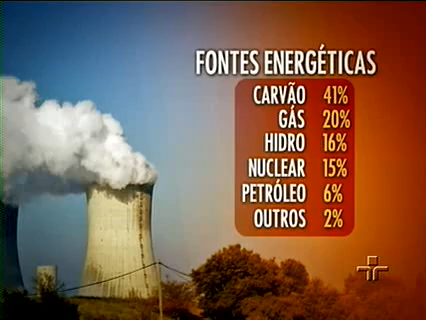 FONTES ENERGÉTICAS
CARVÃO 41%
GÁS 20%
HIDRO 16%
NUCLEAR 15%
PETRÓLEO 6%
OUTROS 2%